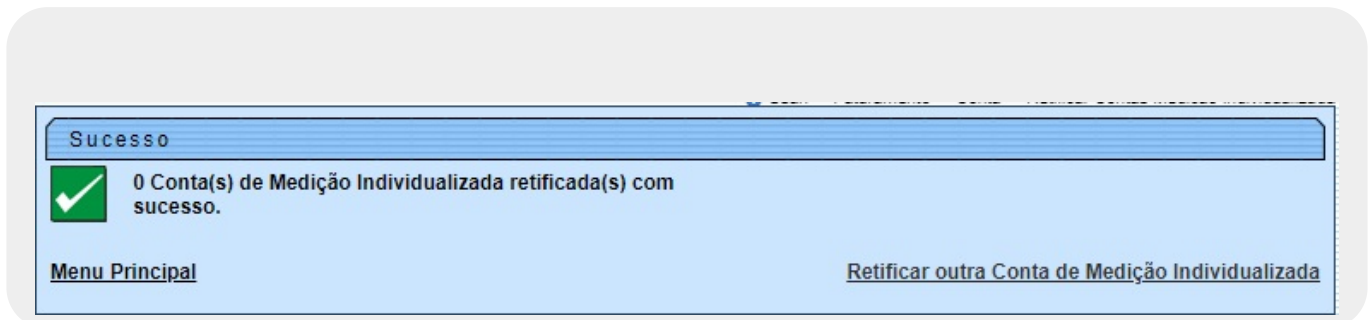 Sucesso
0 Conta(s) de Medição Individualizada retificada(s) com
sucesso.
Menu Principal
Retificar outra Conta de Medição Individualizada